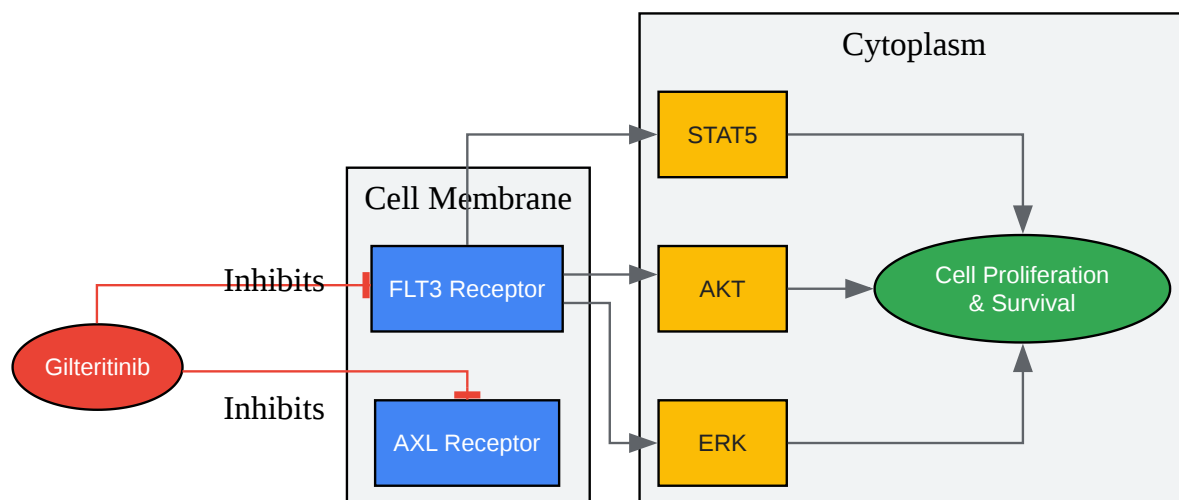 Cytoplasm
STAT5
Cell Membrane
Inhibits
FLT3 Receptor
AKT
Cell Proliferation
& Survival
Gilteritinib
Inhibits
AXL Receptor
ERK